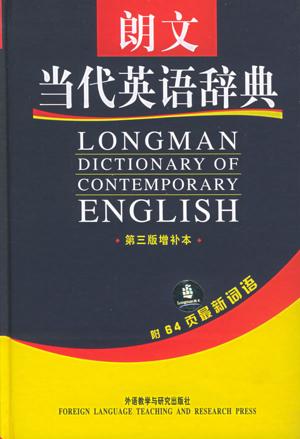 朗文
当代英语辞典
LONGMAN
DICTIONARY OF
CONTEMPORARY
ENGLISH
第三版增补本
附64页最新词语
外语教学与研究出版社
FOREIGN LANGUAGE TEACHING AND RESEARCH PRESS